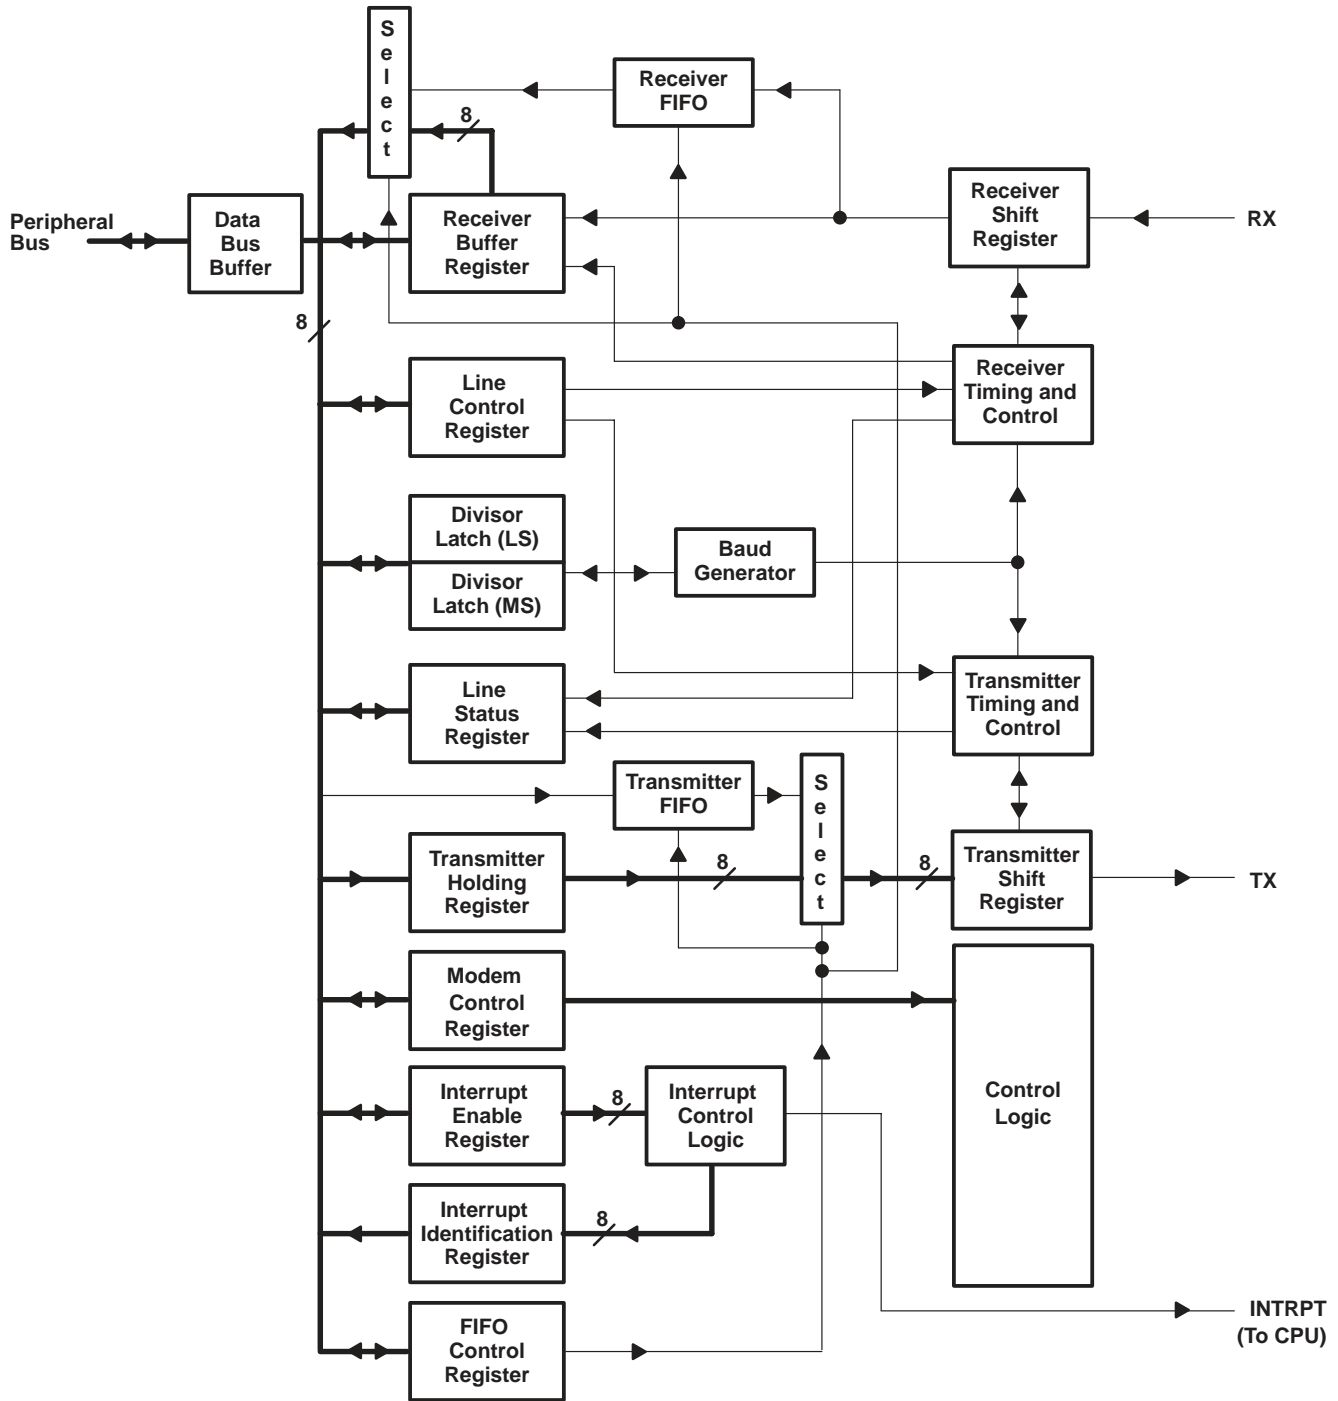 S
e
l
e
c
t
Receiver
FIFO
8
Peripheral
Bus
Data
Bus
Buffer
Receiver
Buffer
Register
Receiver
Shift
Register
RX
8
Line
Control
Register
Receiver
Timing and
Control
Divisor
Latch (LS)
Divisor
Latch (MS)
Baud
Generator
Line
Status
Register
Transmitter
Timing and
Control
Transmitter
FIFO
S
e
l
e
c
t
Transmitter
Holding
Register
8
8
Transmitter
Shift
Register
TX
Modem
Control
Register
Control
Logic
Interrupt
Enable
Register
8
Interrupt
Control
Logic
Interrupt
Identification
Register
8
FIFO
Control
Register
INTRPT
(To CPU)